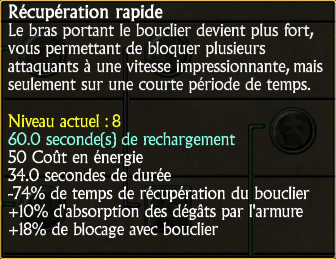 Récupération rapide
Le bras portant le bouclier devient plus fort,
vous permettant de bloquer plusieurs
attaquants à une vitesse impressionnante, mais
seulement sur une courte période de temps.
Niveau actuel : 8
60.0 seconde(s) de rechargement
50 Coût en énergie
34.0 secondes de durée
-74% de temps de récupération du bouclier
+10% d'absorption des dégâts par l'armure
+18% de blocage avec bouclier